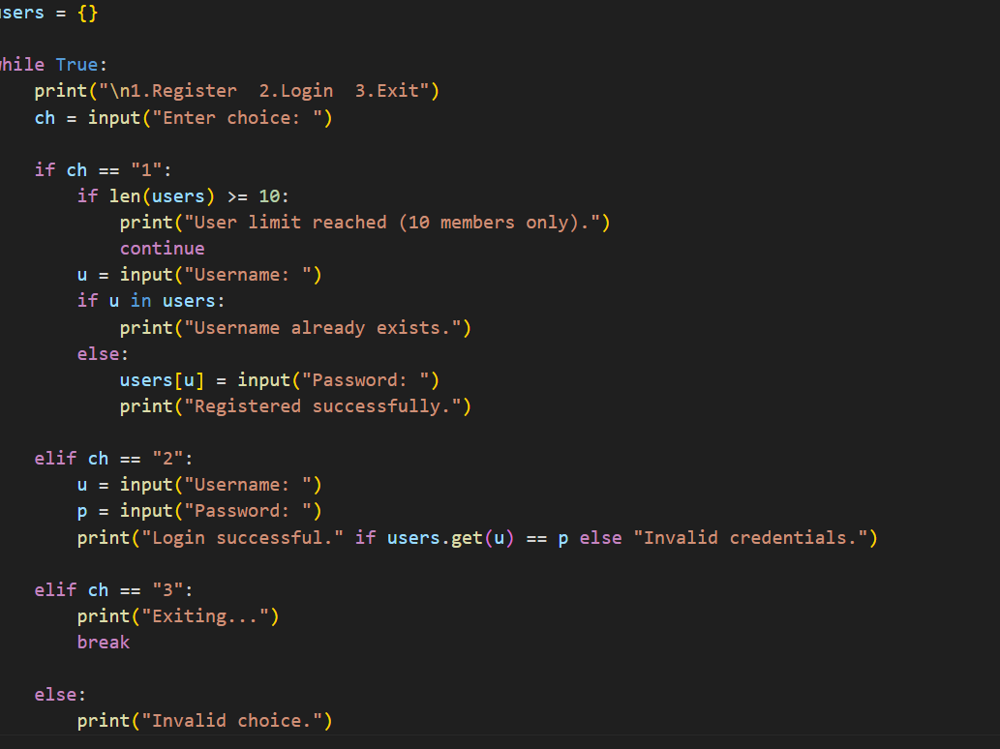 users = {}

while True:
    print("\n1.Register  2.Login  3.Exit")
    ch = input("Enter choice: ")

    if ch == "1":
        if len(users) >= 10:
            print("User limit reached (10 members only).")
            continue
        u = input("Username: ")
        if u in users:
            print("Username already exists.")
        else:
            users[u] = input("Password: ")
            print("Registered successfully.")

    elif ch == "2":
        u = input("Username: ")
        p = input("Password: ")
        print("Login successful." if users.get(u) == p else "Invalid credentials.")

    elif ch == "3":
        print("Exiting...")
        break

    else:
        print("Invalid choice.")